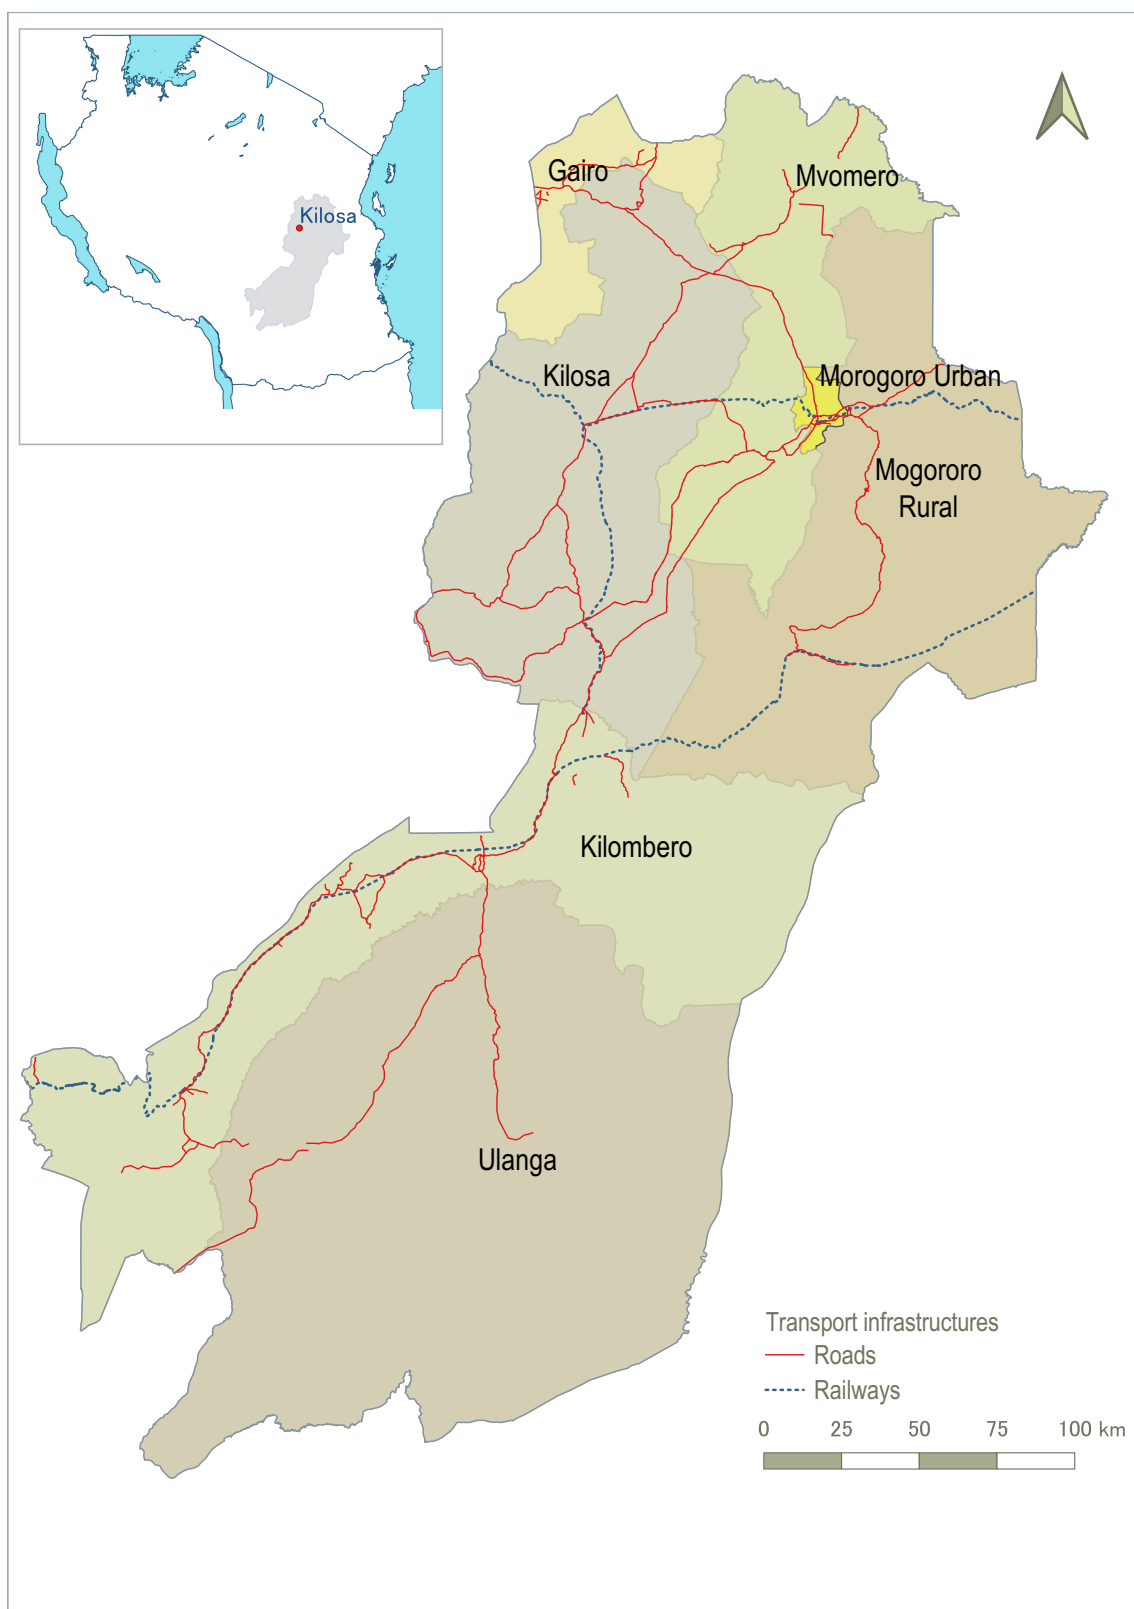 Kilosa
Gairo
Mvomero
Kilosa
Morogoro Urban
Mogororo
Rural
Kilombero
Ulanga
Transport infrastructures
Roads
Railways
0 25 50 75 100 km